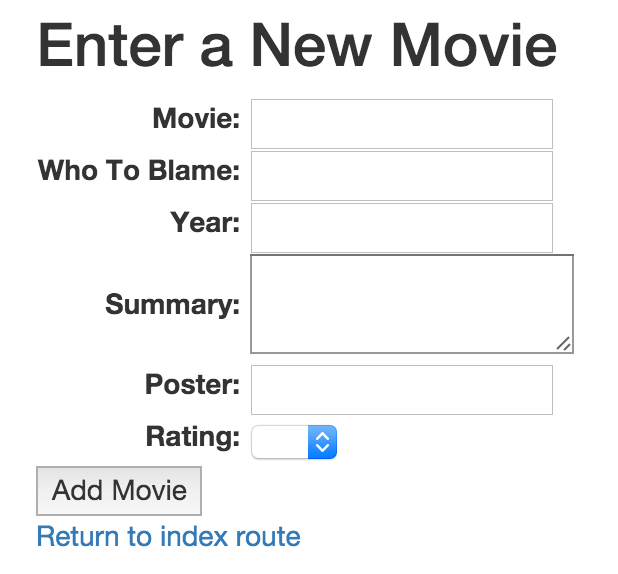 Enter a New Movie
Movie:
Who To Blame:
Year:
Summary:
Poster:
Rating:
Add Movie
Return to index route